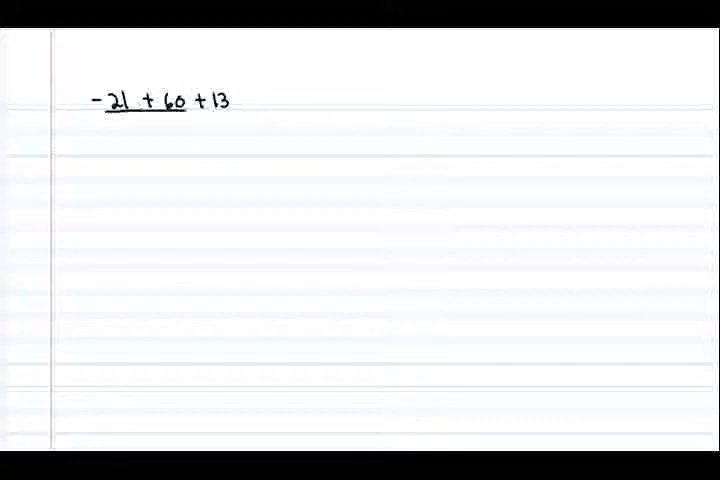 - 21 + 60 + 13